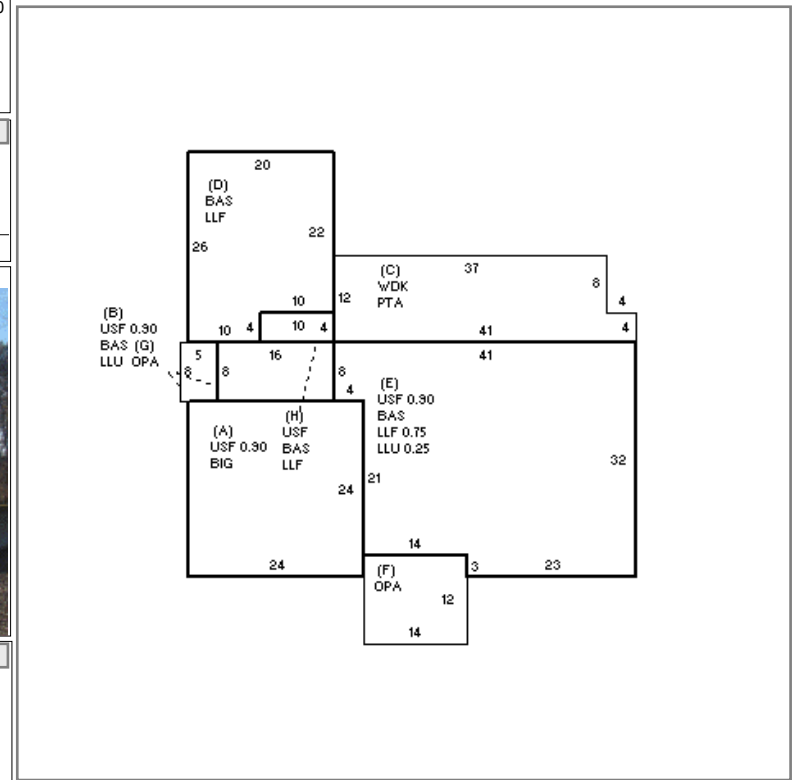 20
(D)
BAS
LLF
22
26
(C)
WDK
PTA
37
8
4
12
10
10 4
10 4
41
4
(B)
USF 0.90
BAS (G)
LLU OPA
5
8
8
16
8
4
41
(E)
USF 0.90
BAS
LLF 0.75
LLU 0.25
(H)
USF
BAS
LLF
(A)
USF 0.90
BIG
24
21
32
24
14
(F)
OPA
3
23
12
14